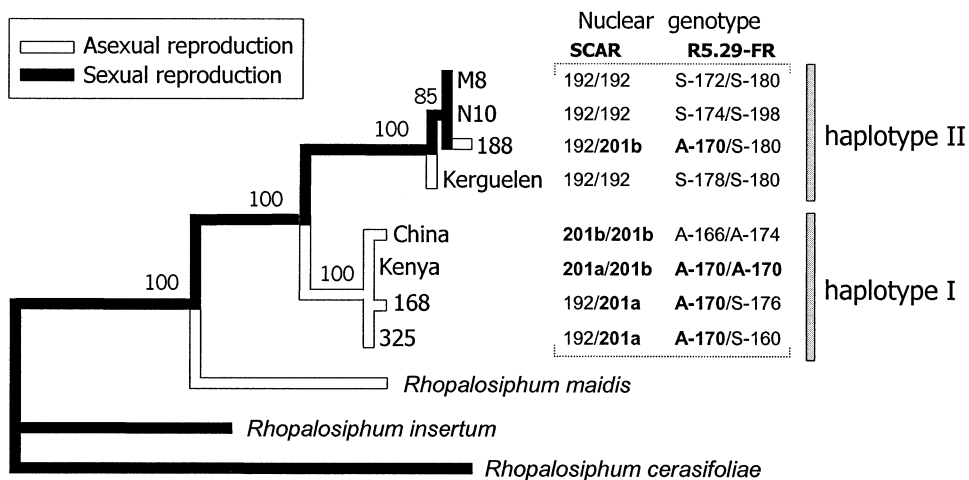 Nuclear genotype
Asexual reproduction
Sexual reproduction
SCAR R5.29-FR
M8 192/192 S-172/S-180
85
N10 192/192 S-174/S-198
100
188 192/201b A-170/S-180
haplotype II
Kerguelen 192/192 S-178/S-180
100
China 201b/201b A-166/A-174
100
Kenya 201a/201b A-170/A-170
100
168 192/201a A-170/S-176
haplotype I
325 192/201a A-170/S-160
Rhopalosiphum maidis
Rhopalosiphum insertum
Rhopalosiphum cerasifoliae